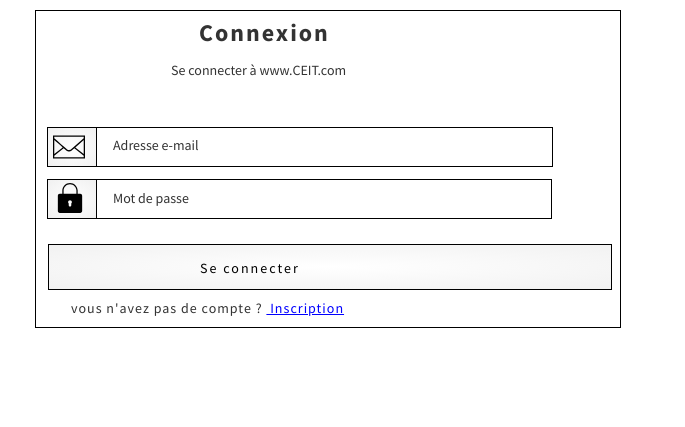 Connexion
Se connecter à www.CEIT.com
Adresse e-mail
Mot de passe
Se connecter
vous n'avez pas de compte ? Inscription